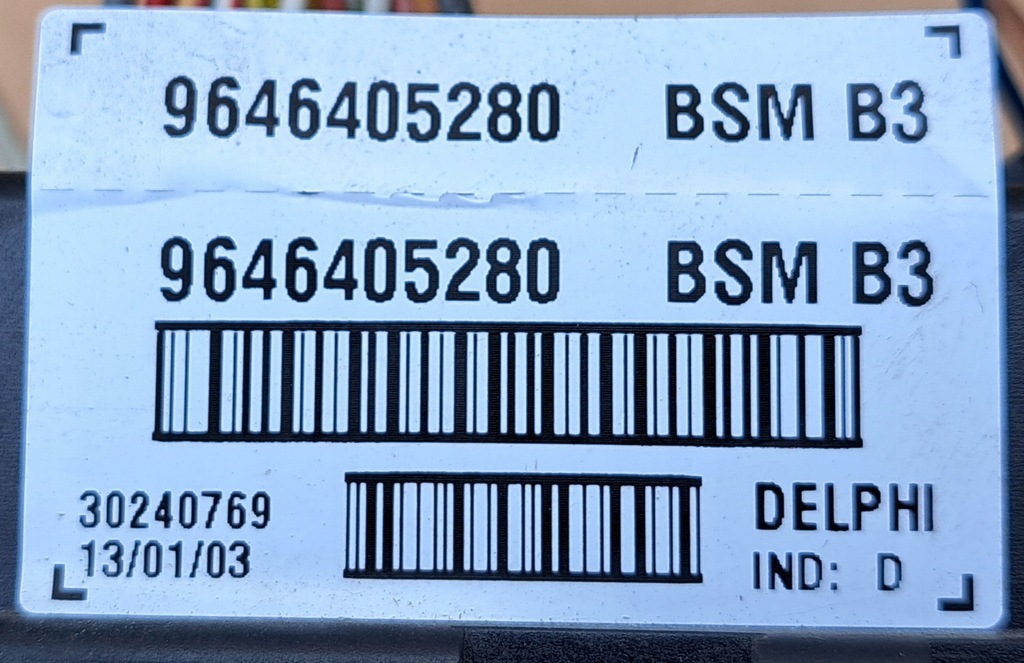 9646405280 BSM B3
9646405280 BSM B3
30240769 DELPHI
13/01/03 IND: D